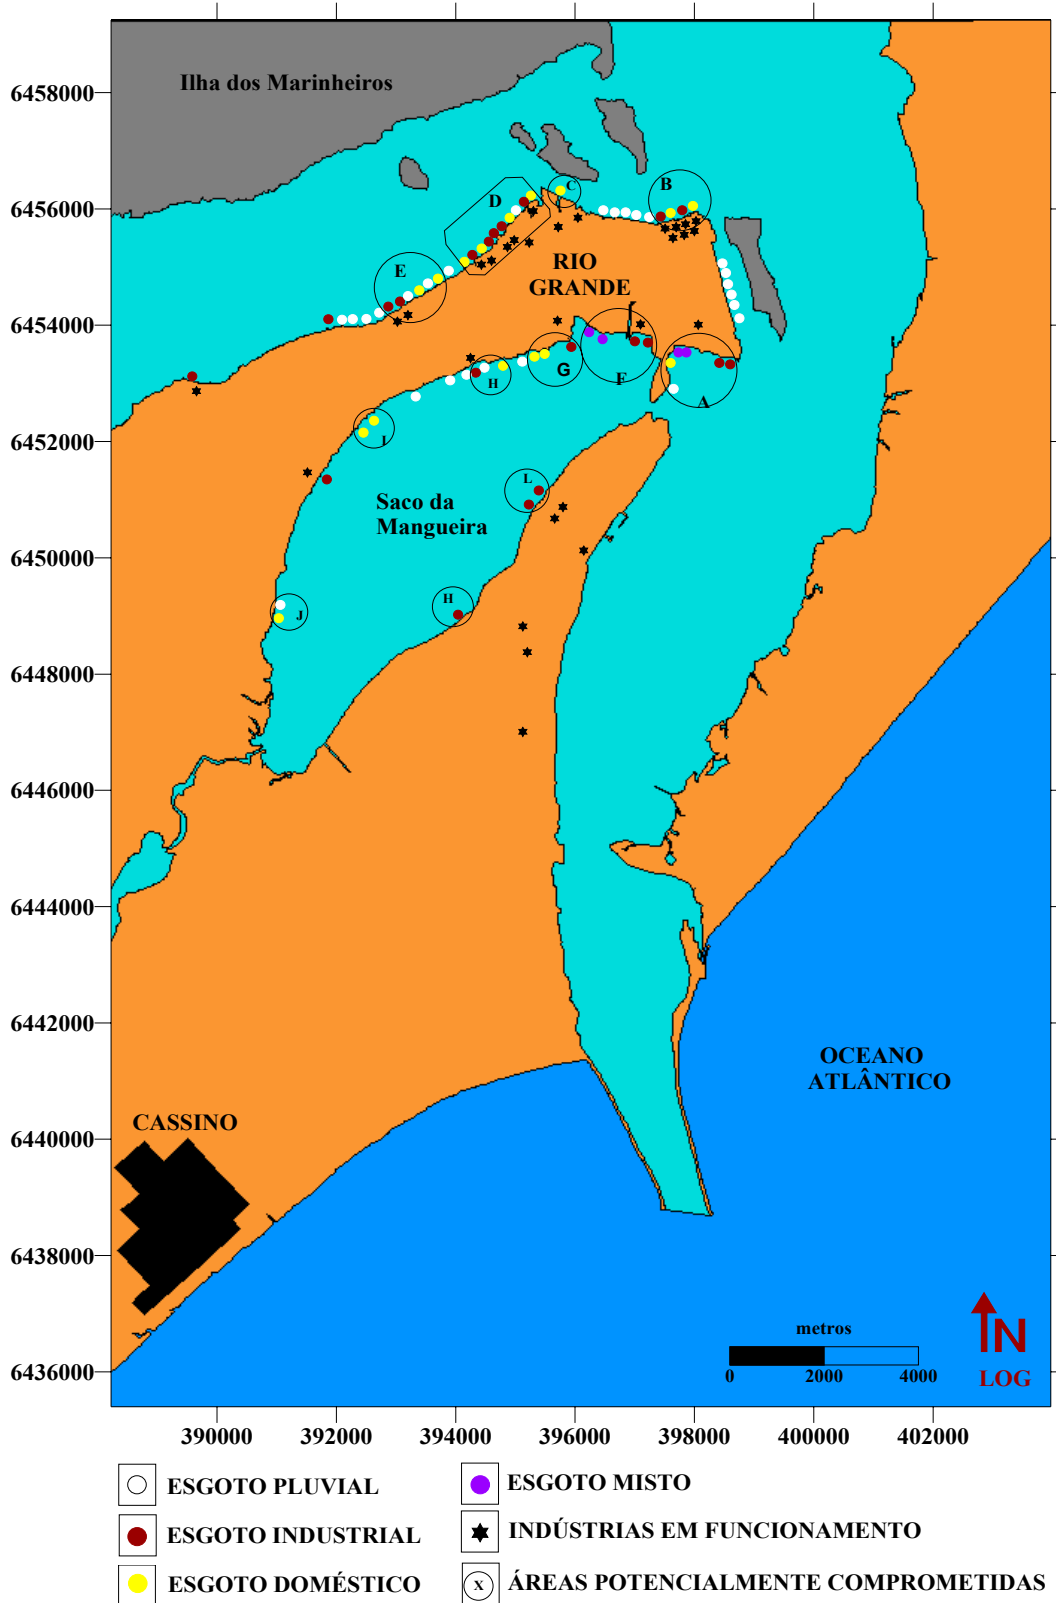 Ilha dos Marinheiros
6458000
6456000
6454000
6452000
6450000
6448000
6446000
6444000
6442000
6440000
6438000
6436000
B
C
D
E
RIO
GRANDE
H
G
F
A
I
L
Saco da
Mangueira
H
J
OCEANO
ATLÂNTICO
CASSINO
metros
0 2000 4000
N
LOG
390000 392000 394000 396000 398000 400000 402000
ESGOTO PLUVIAL
ESGOTO MISTO
ESGOTO INDUSTRIAL
INDÚSTRIAS EM FUNCIONAMENTO
ESGOTO DOMÉSTICO
X ÁREAS POTENCIALMENTE COMPROMETIDAS